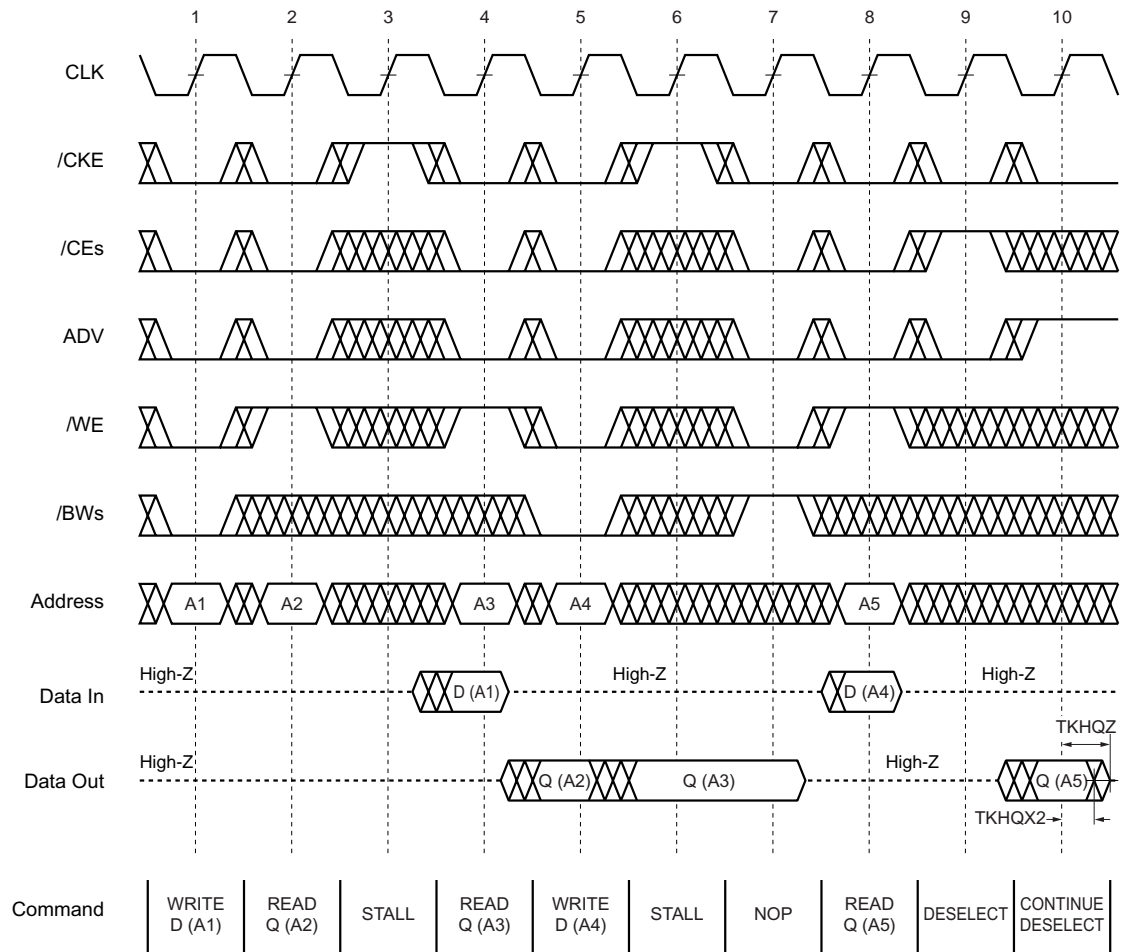 1 2 3 4 5 6 7 8 9 10
CLK
/CKE
/CEs
ADV
/WE
/BWs
Address
A1 A2 A3 A4 A5
High-Z High-Z High-Z
Data In
D (A1) D (A4)
TKHQZ
High-Z High-Z
Data Out
Q (A2) Q (A3) Q (A5)
TKHQX2
Command
WRITE D (A1)
READ Q (A2)
STALL
READ Q (A3)
WRITE D (A4)
STALL
NOP
READ Q (A5)
DESELECT
CONTINUE DESELECT